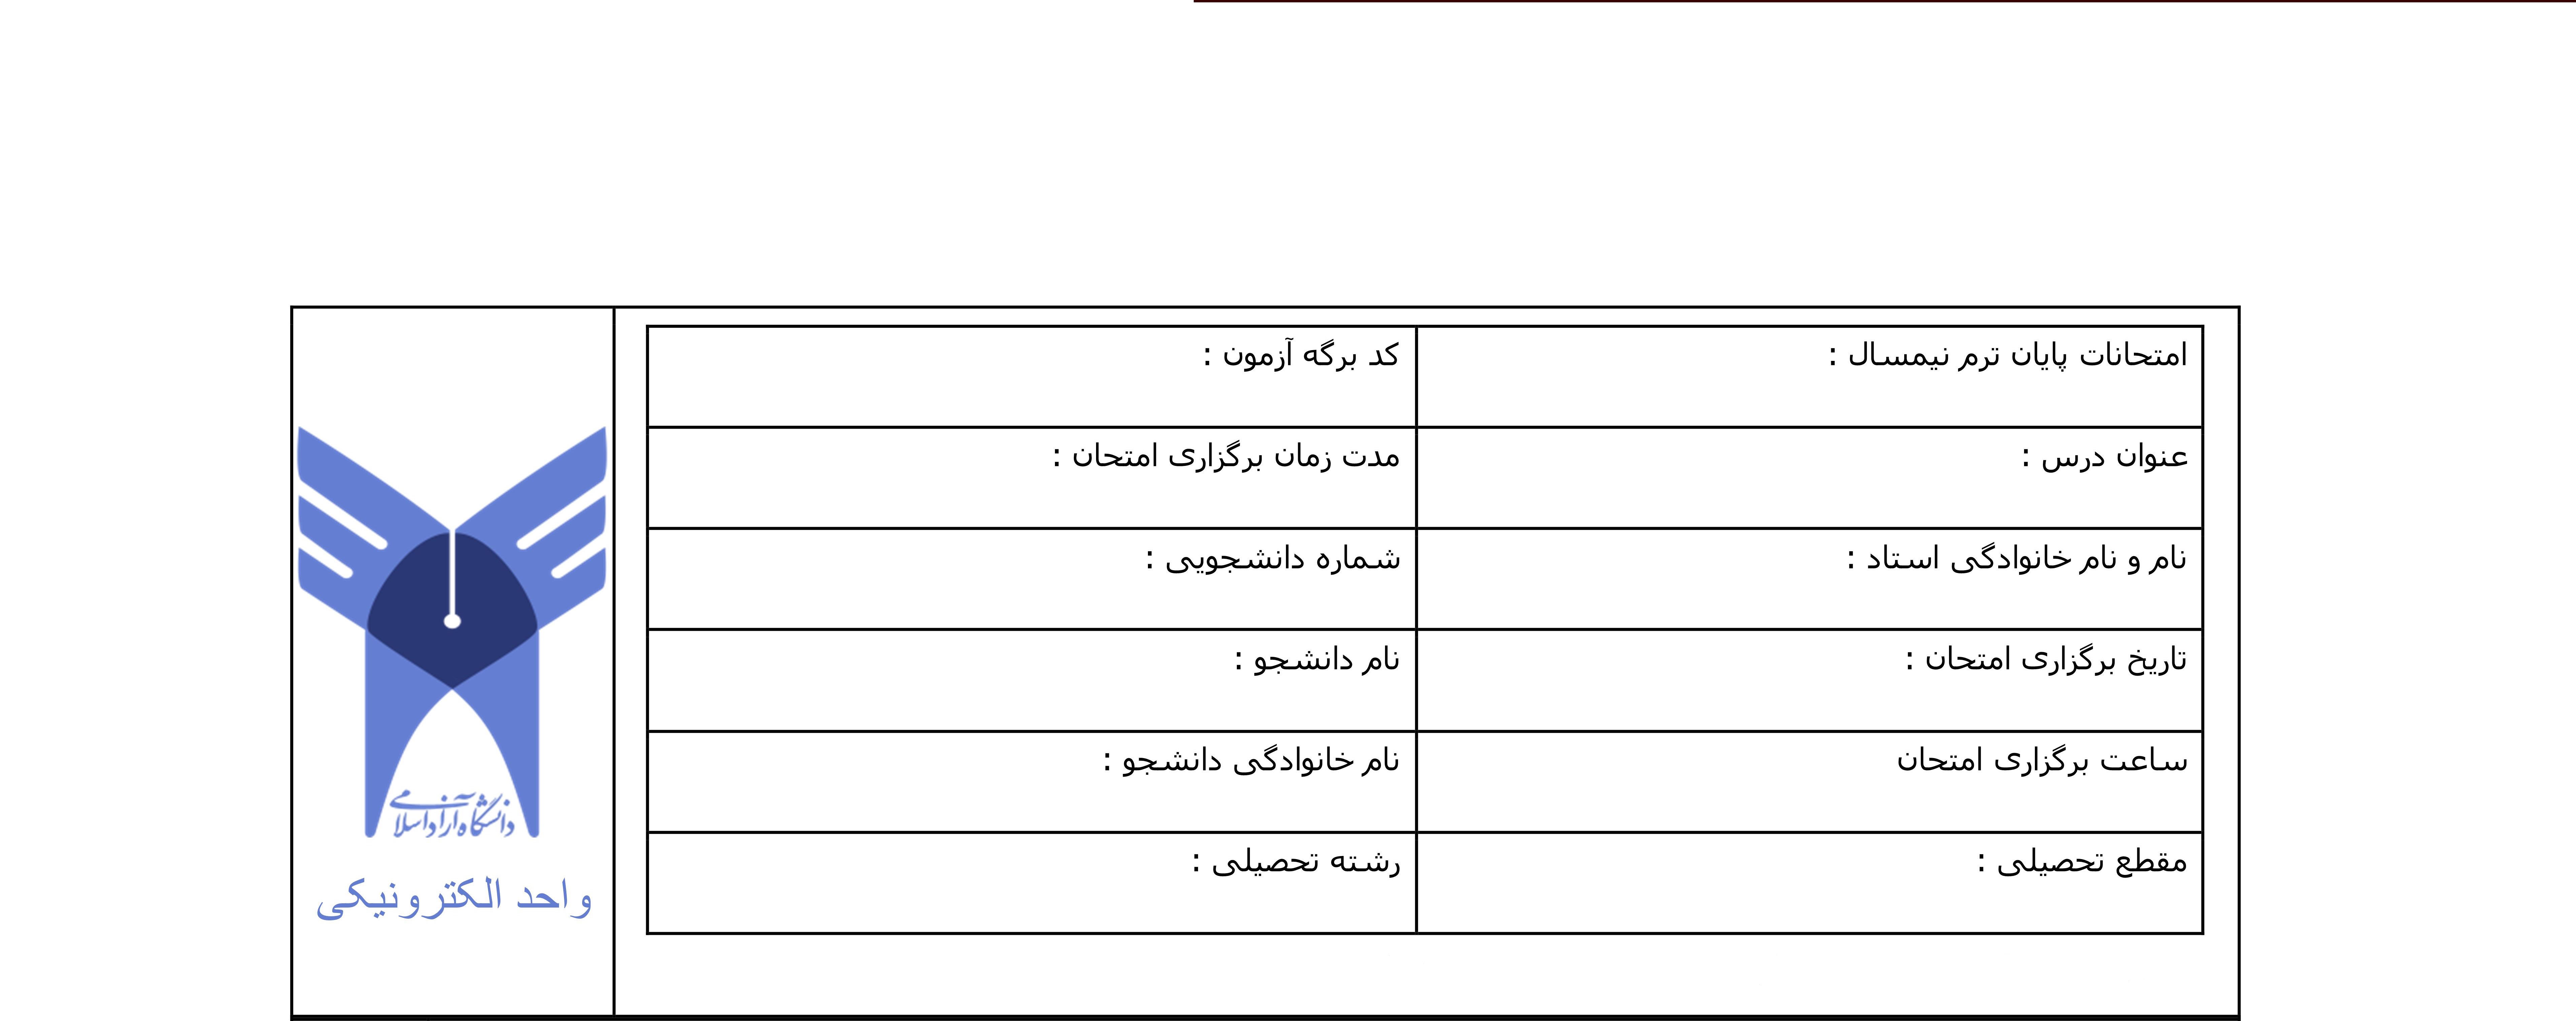 امتحانات پایان ترم نیمسال :
کد برگه آزمون :
عنوان درس :
مدت زمان برگزاری امتحان :
نام و نام خانوادگی استاد :
شماره دانشجویی :
تاریخ برگزاری امتحان :
نام دانشجو :
ساعت برگزاری امتحان
نام خانوادگی دانشجو :
مقطع تحصیلی :
رشته تحصیلی :
دانشگاه آزاد اسلامی
واحد الکترونیکی